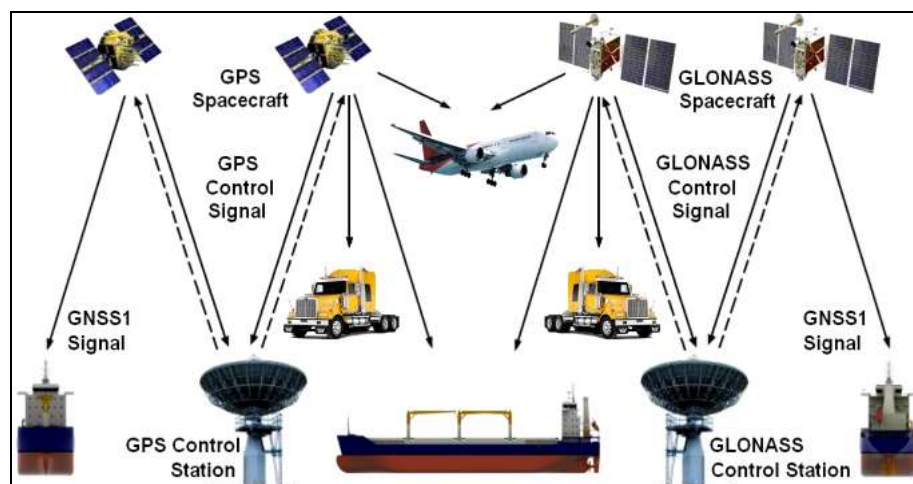 GPS
Spacecraft
GLONASS
Spacecraft
GPS
Control
Signal
GLONASS
Control
Signal
GNSS1
Signal
GNSS1
Signal
GPS Control
Station
GLONASS
Control Station